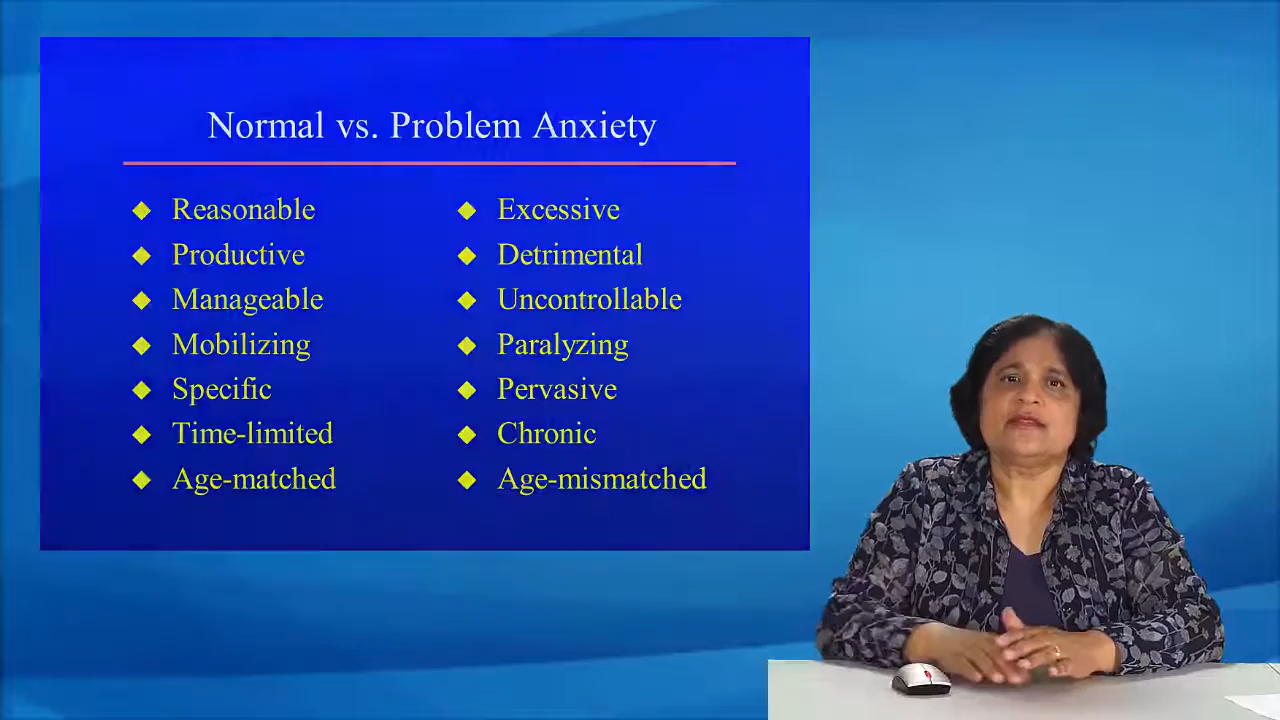 Normal vs. Problem Anxiety
◆ Reasonable
◆ Productive
◆ Manageable
◆ Mobilizing
◆ Specific
◆ Time-limited
◆ Age-matched
◆ Excessive
◆ Detrimental
◆ Uncontrollable
◆ Paralyzing
◆ Pervasive
◆ Chronic
◆ Age-mismatched